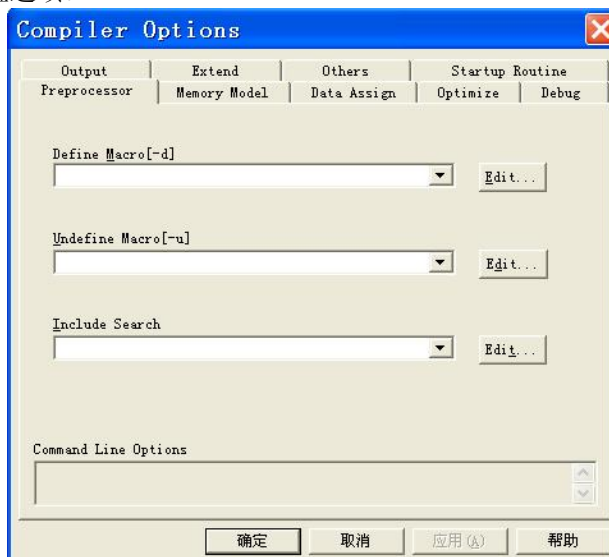 Compiler Options
Output Extend Others Startup Routine
Preprocessor Memory Model Data Assign Optimize Debug
Define Macro[-d]
Edit...
Undefine Macro[-u]
Edit...
Include Search
Edit...
Command Line Options
确定 取消 应用(A) 帮助